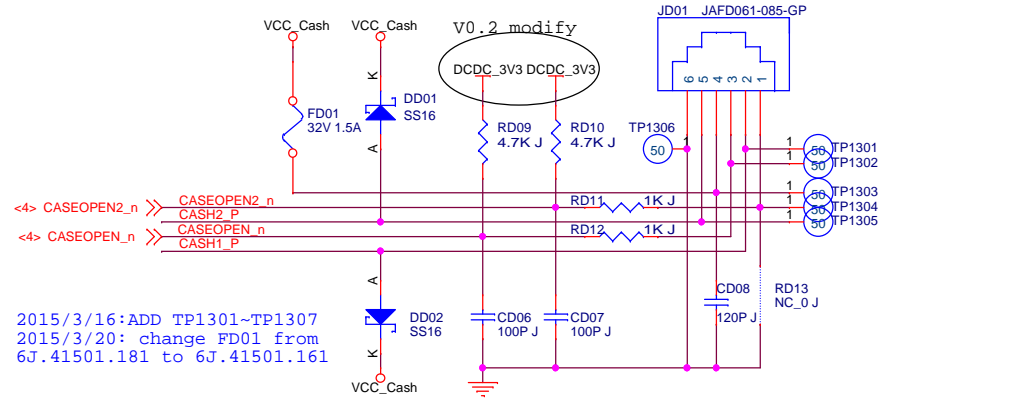 JD01 JAFD061-085-GP
VCC_Cash VCC_Cash V0.2 modify
DCDC_3V3 DCDC_3V3
6 5 4 3 2 1
K
DD01
SS16
FD01
32V 1.5A
A
RD09
4.7K J
RD10
4.7K J
TP1306
50
1
1 50 TP1301
50 TP1302
1 50 TP1303
50 TP1304
1 50 TP1305
<4> CASEOPEN2_n CASEOPEN2_n RD11 1K J
CASH2_P
<4> CASEOPEN_n CASEOPEN_n RD12 1K J
CASH1_P
A
DD02
SS16
K
VCC_Cash
CD06
100P J
CD07
100P J
CD08
120P J
RD13
NC_0 J
2015/3/16:ADD TP1301~TP1307
2015/3/20: change FD01 from
6J.41501.181 to 6J.41501.161